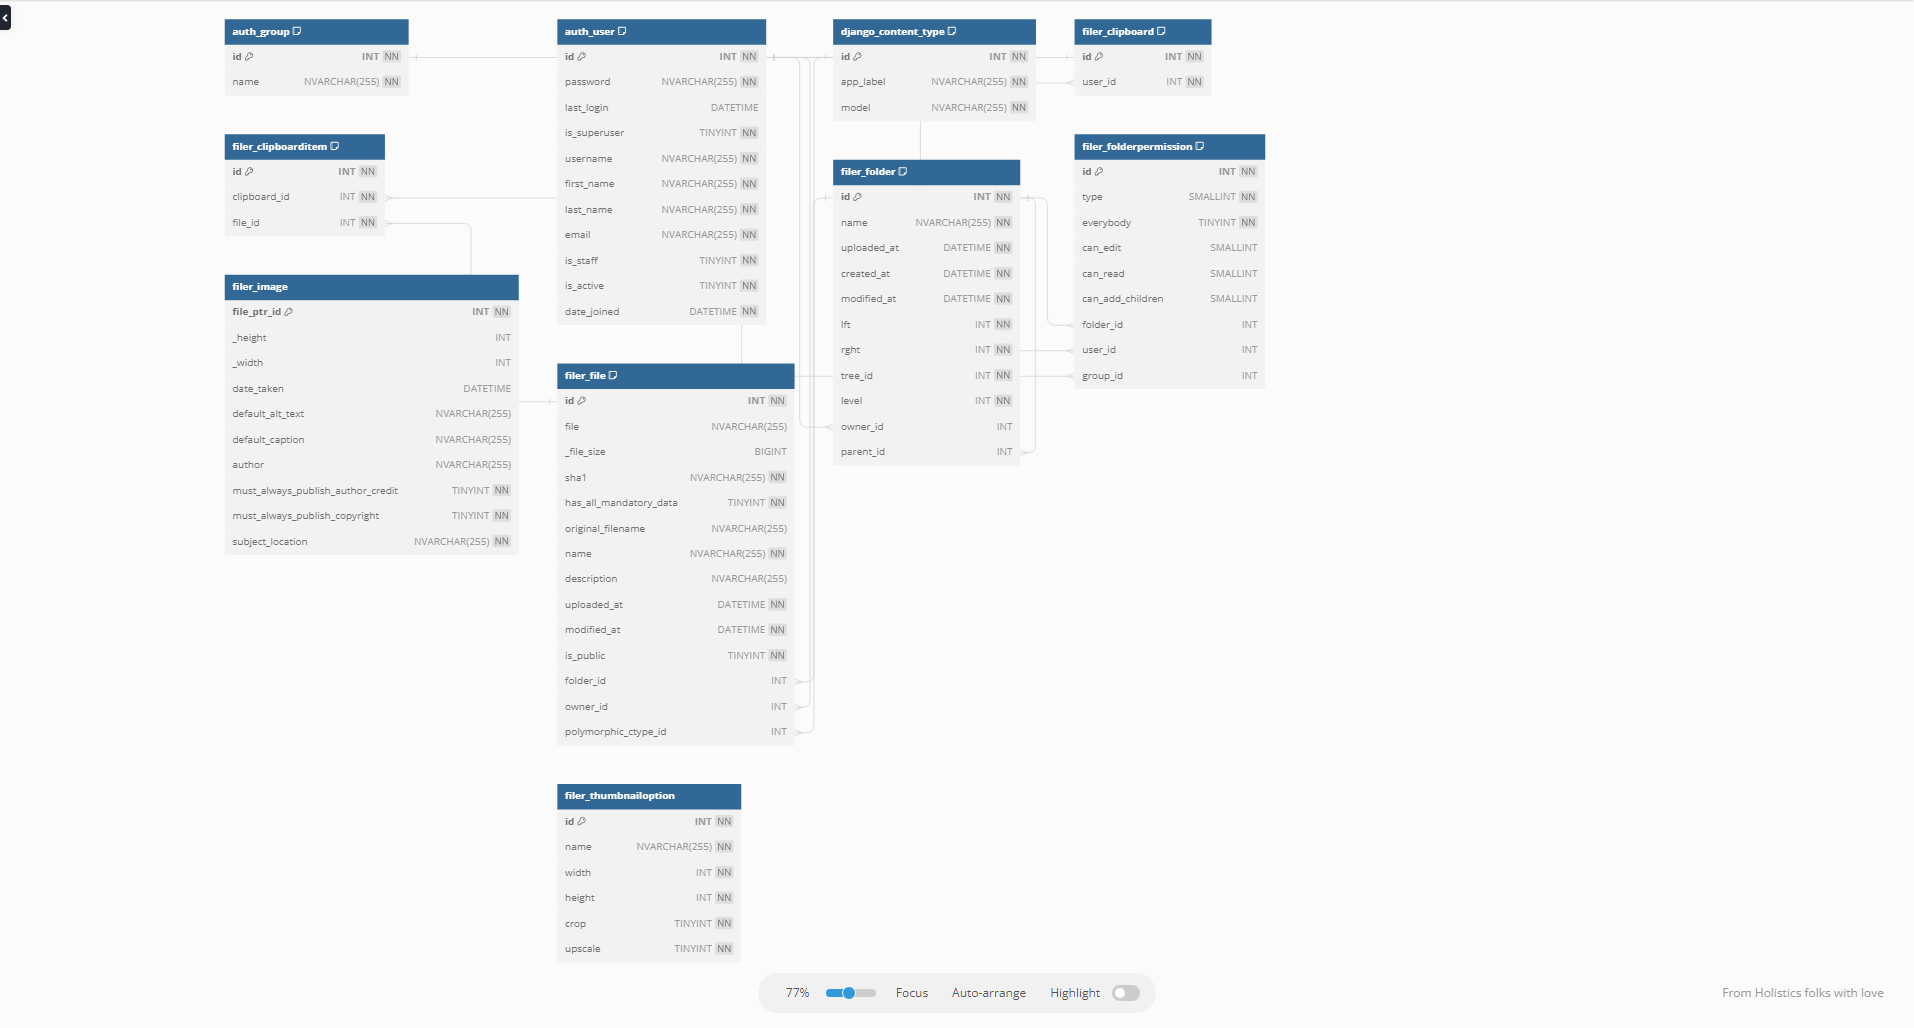 auth_group
id INT NN
name NVARCHAR(255) NN
filer_clipboarditem
id INT NN
clipboard_id INT NN
file_id INT NN
filer_image
file_ptr_id INT NN
_height INT
_width INT
date_taken DATETIME
default_alt_text NVARCHAR(255)
default_caption NVARCHAR(255)
author NVARCHAR(255)
must_always_publish_author_credit TINYINT NN
must_always_publish_copyright TINYINT NN
subject_location NVARCHAR(255) NN
auth_user
id INT NN
password NVARCHAR(255) NN
last_login DATETIME
is_superuser TINYINT NN
username NVARCHAR(255) NN
first_name NVARCHAR(255) NN
last_name NVARCHAR(255) NN
email NVARCHAR(255) NN
is_staff TINYINT NN
is_active TINYINT NN
date_joined DATETIME NN
filer_file
id INT NN
file NVARCHAR(255)
_file_size BIGINT
sha1 NVARCHAR(255) NN
has_all_mandatory_data TINYINT NN
original_filename NVARCHAR(255)
name NVARCHAR(255) NN
description NVARCHAR(255)
uploaded_at DATETIME NN
modified_at DATETIME NN
is_public TINYINT NN
folder_id INT
owner_id INT
polymorphic_ctype_id INT
filer_thumbnailoption
id INT NN
name NVARCHAR(255) NN
width INT NN
height INT NN
crop TINYINT NN
upscale TINYINT NN
django_content_type
id INT NN
app_label NVARCHAR(255) NN
model NVARCHAR(255) NN
filer_folder
id INT NN
name NVARCHAR(255) NN
uploaded_at DATETIME NN
created_at DATETIME NN
modified_at DATETIME NN
lft INT NN
rght INT NN
tree_id INT NN
level INT NN
owner_id INT
parent_id INT
filer_clipboard
id INT NN
user_id INT NN
filer_folderpermission
id INT NN
type SMALLINT NN
everybody TINYINT NN
can_edit SMALLINT
can_read SMALLINT
can_add_children SMALLINT
folder_id INT
user_id INT
group_id INT
77% Focus Auto-arrange Highlight
From Holistics folks with love